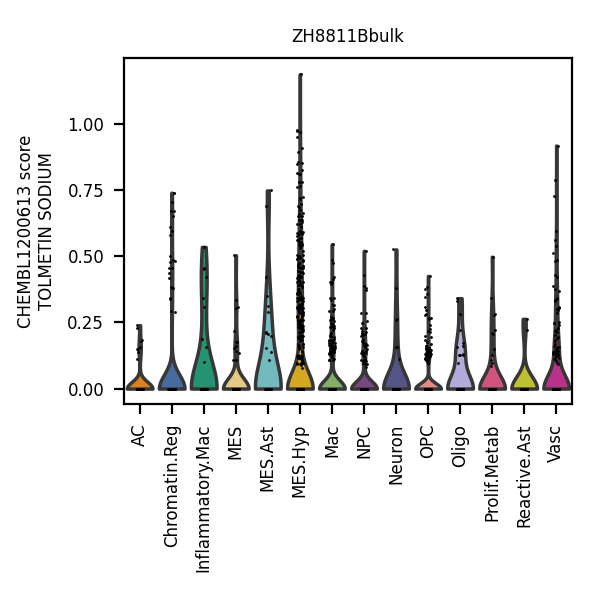 ZH8811Bbulk
CHEMBL1200613 score
TOLMETIN SODIUM
1.00
0.75
0.50
0.25
0.00
AC
Chromatin.Reg
Inflammatory.Mac
MES
MES.Ast
MES.Hyp
Mac
NPC
Neuron
OPC
Oligo
Prolif.Metab
Reactive.Ast
Vasc